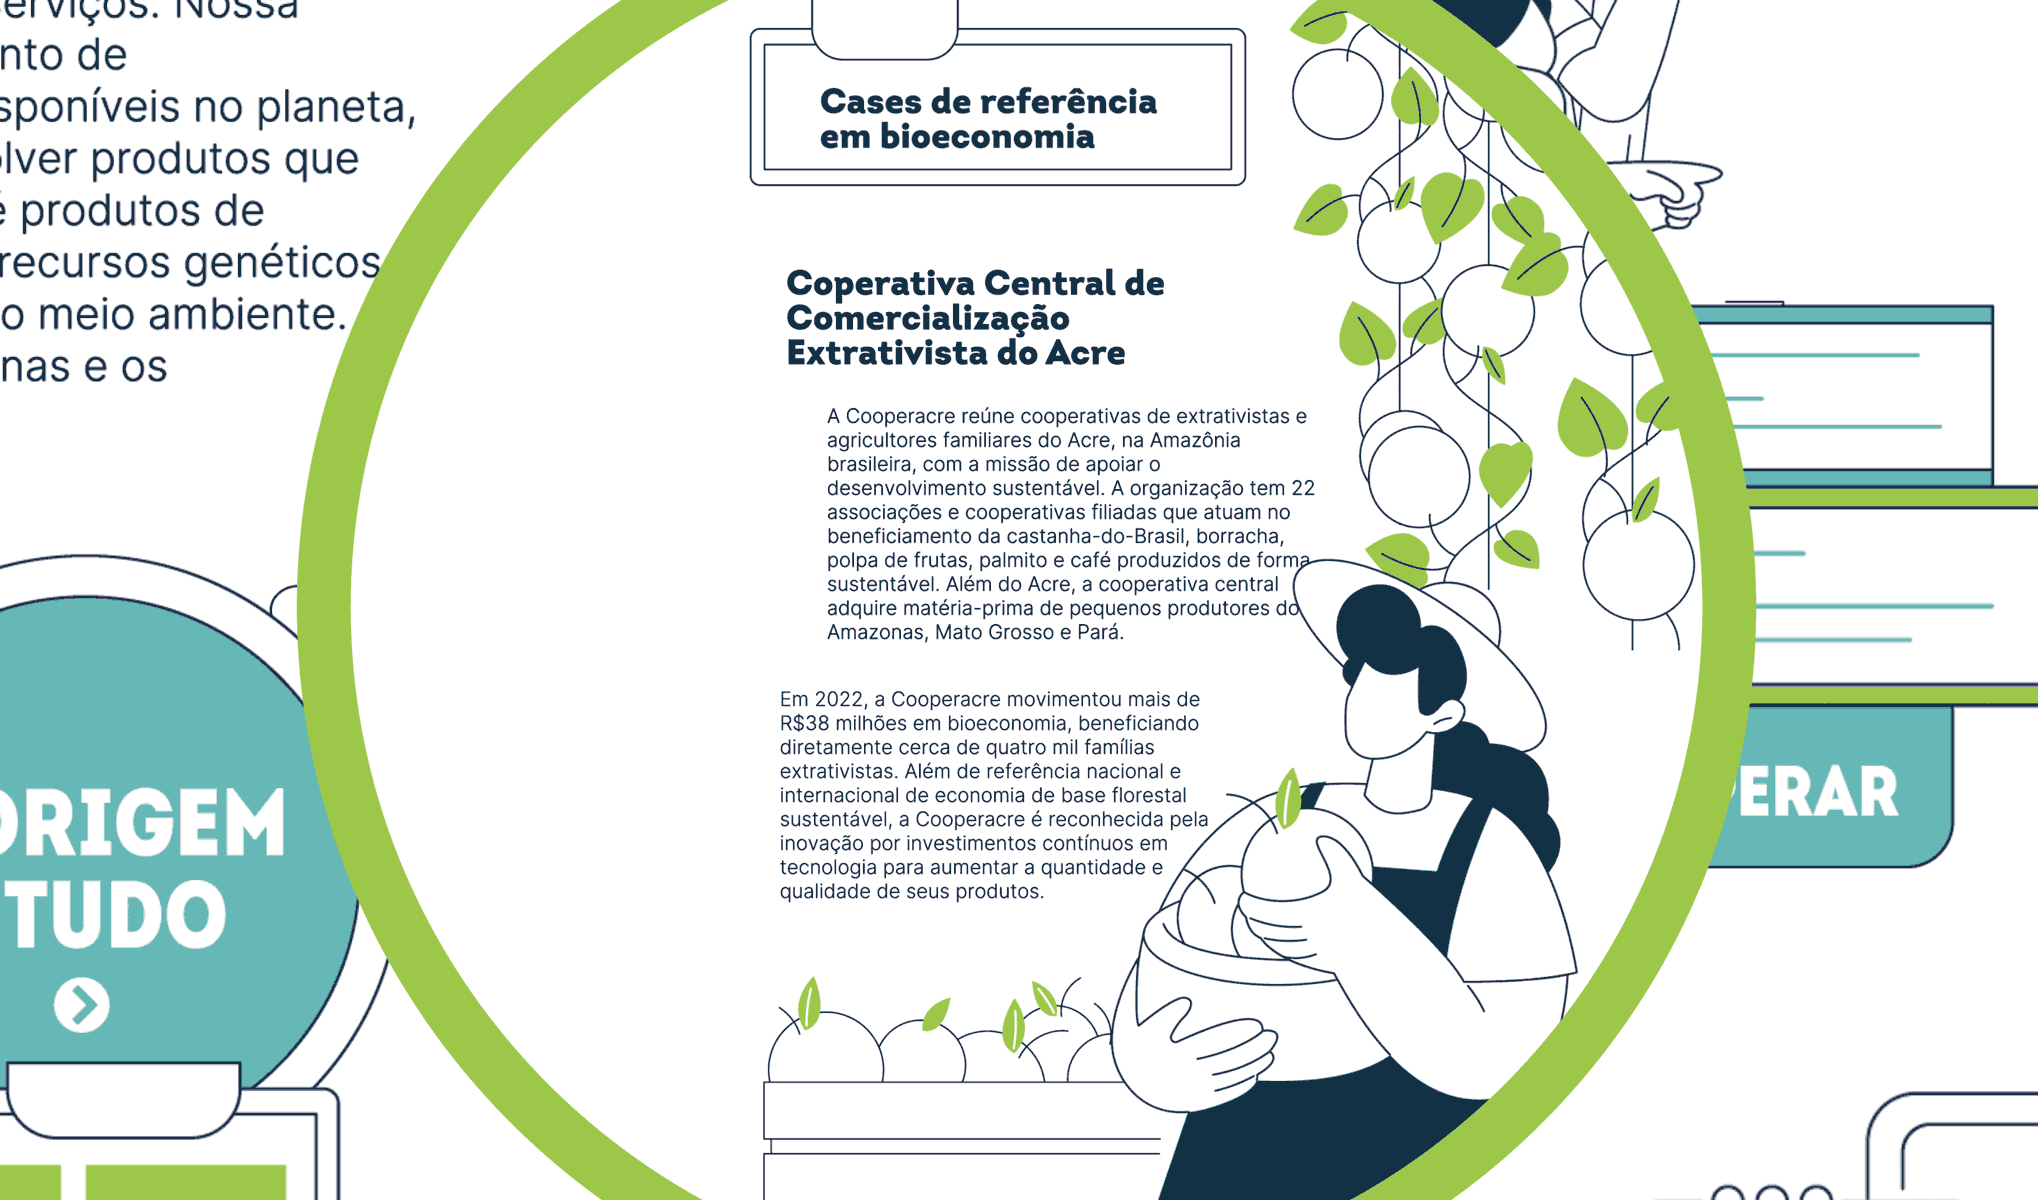 serviços. Nossa
nto de
sponíveis no planeta,
olver produtos que
é produtos de
recursos genéticos
o meio ambiente.
nas e os
ORIGEM
TUDO
Cases de referência
em bioeconomia
Coperativa Central de
Comercialização
Extrativista do Acre
A Cooperacre reúne cooperativas de extrativistas e
agricultores familiares do Acre, na Amazônia
brasileira, com a missão de apoiar o
desenvolvimento sustentável. A organização tem 22
associações e cooperativas filiadas que atuam no
beneficiamento da castanha-do-Brasil, borracha,
polpa de frutas, palmito e café produzidos de forma
sustentável. Além do Acre, a cooperativa central
adquire matéria-prima de pequenos produtores do
Amazonas, Mato Grosso e Pará.
Em 2022, a Cooperacre movimentou mais de
R$38 milhões em bioeconomia, beneficiando
diretamente cerca de quatro mil famílias
extrativistas. Além de referência nacional e
internacional de economia de base florestal
sustentável, a Cooperacre é reconhecida pela
inovação por investimentos contínuos em
tecnologia para aumentar a quantidade e
qualidade de seus produtos.
ERAR